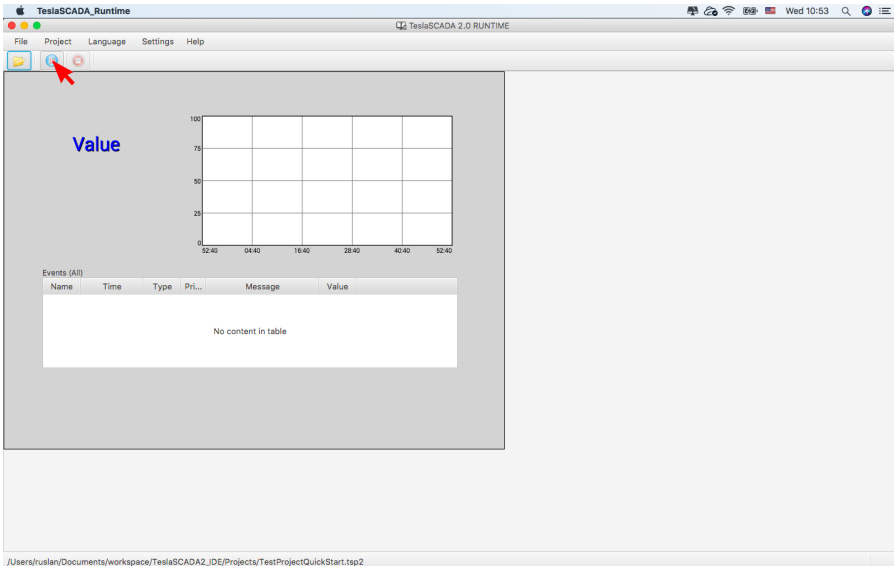 TeslaSCADA_Runtime Wed 10:53
TeslaSCADA 2.0 RUNTIME
File Project Language Settings Help
Value
100
75
50
25
0
52:40 04:40 16:40 28:40 40:40 52:40
Events (All)
Name Time Type Pri... Message Value
No content in table
/Users/ruslan/Documents/workspace/TeslaSCADA2_IDE/Projects/TestProjectQuickStart.tsp2